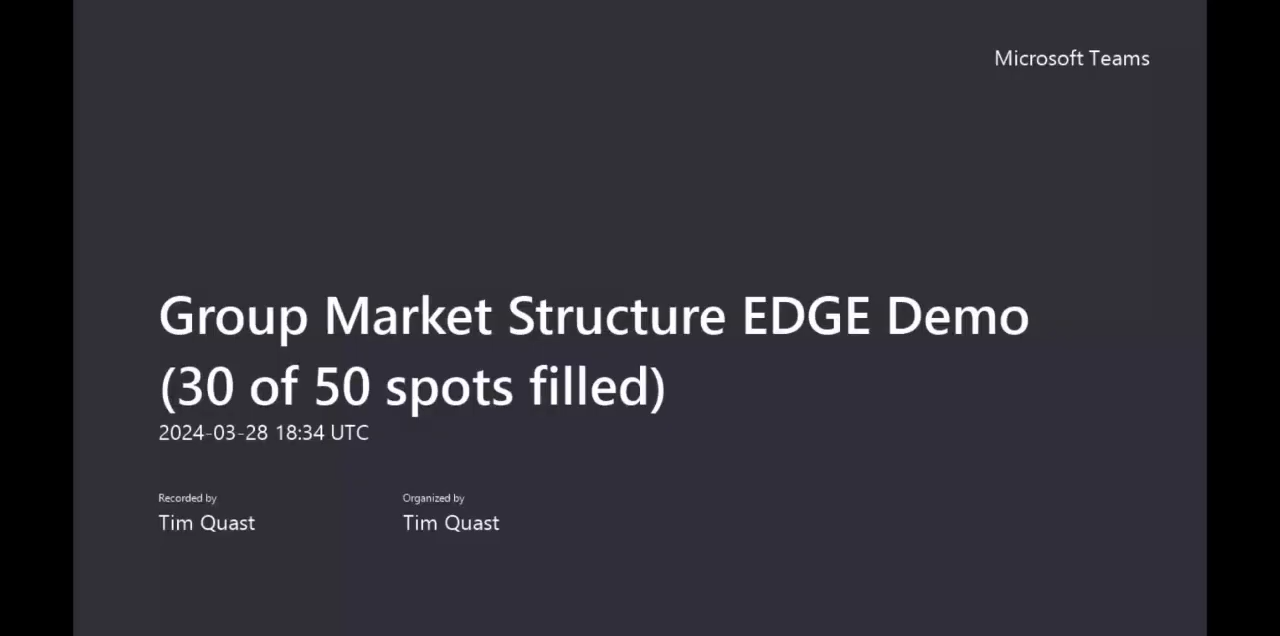 Microsoft Teams
Group Market Structure EDGE Demo
(30 of 50 spots filled)
2024-03-28 18:34 UTC
Recorded by
Tim Quast
Organized by
Tim Quast